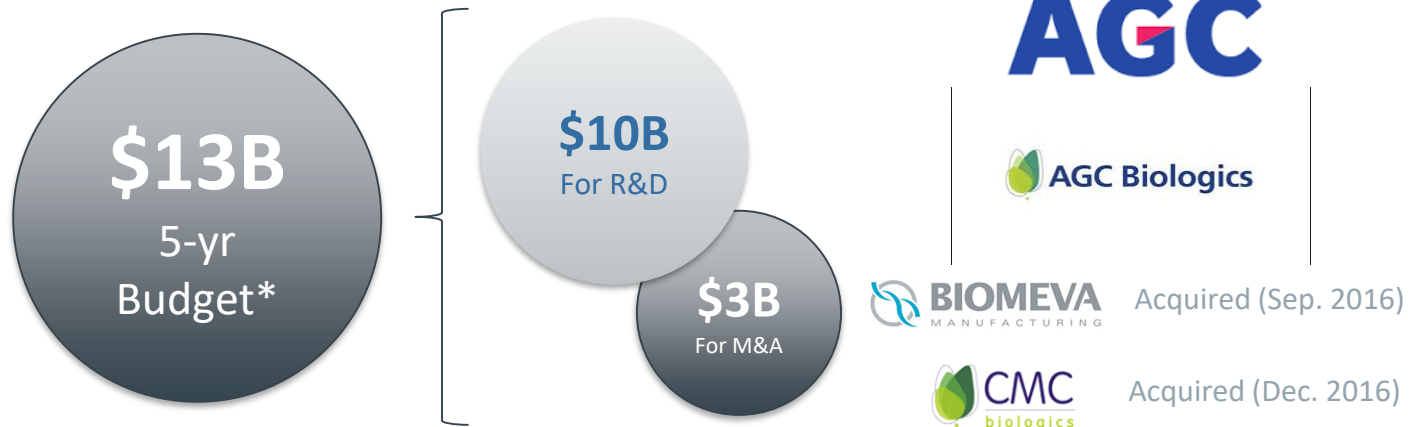 $13B
5-yr
Budget*
$10B
For R&D
$3B
For M&A
AGC
AGC Biologics
BIOMEVA
MANUFACTURING
Acquired (Sep. 2016)
CMC
biologics
Acquired (Dec. 2016)